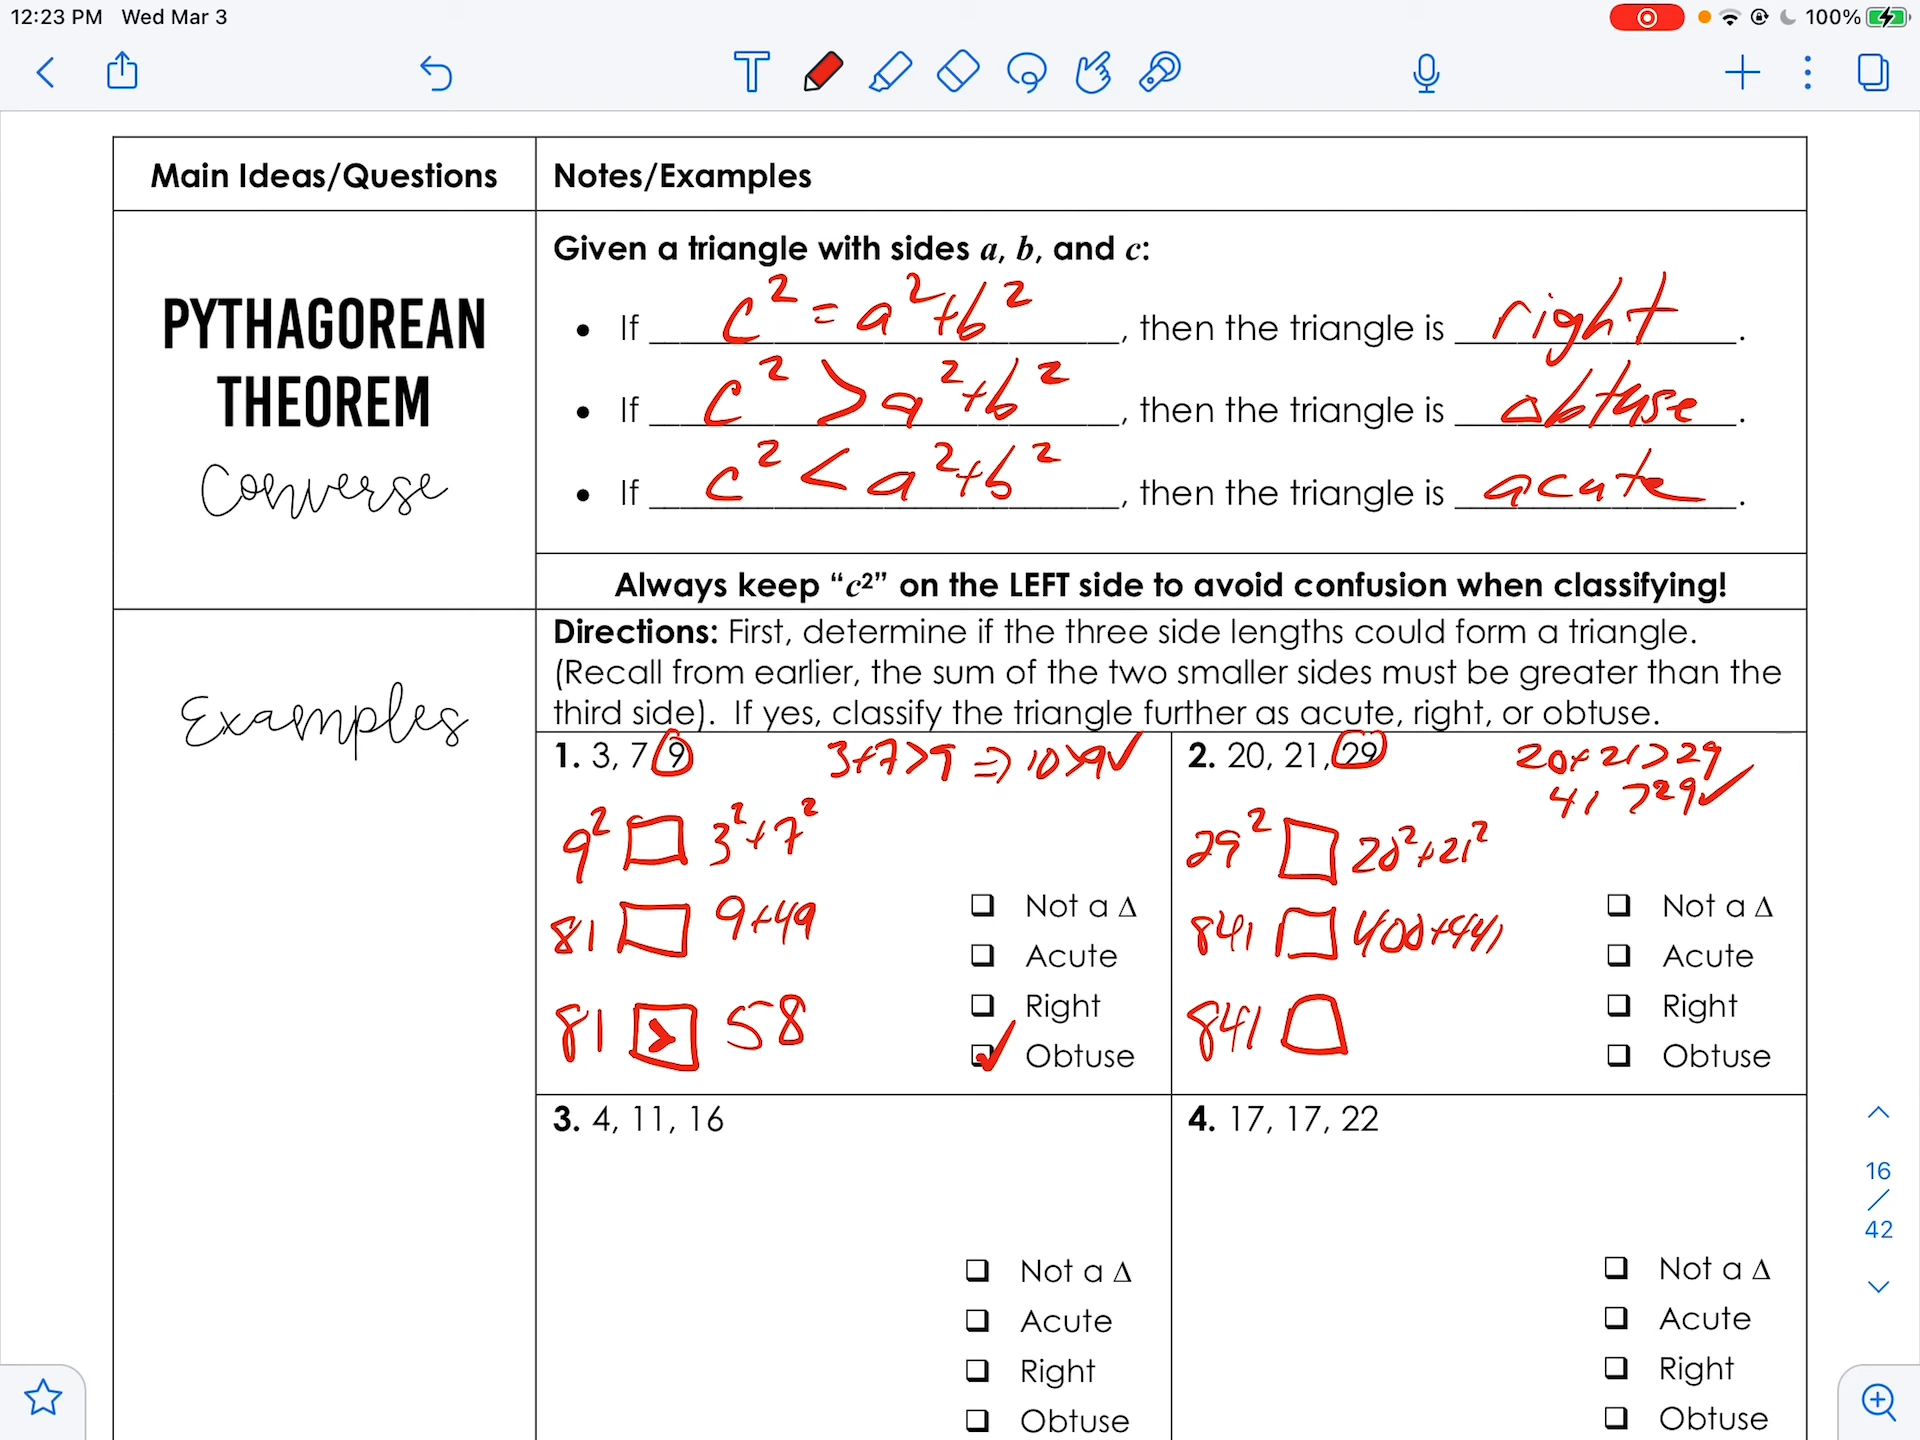 12:23 PM Wed Mar 3
100%
Main Ideas/Questions
Notes/Examples
PYTHAGOREAN
THEOREM
Converse
Given a triangle with sides a, b, and c:
• If c² = a²+b², then the triangle is right.
• If c² > a²+b², then the triangle is obtuse.
• If c² < a²+b², then the triangle is acute.
Always keep “c²” on the LEFT side to avoid confusion when classifying!
Examples
Directions: First, determine if the three side lengths could form a triangle.
(Recall from earlier, the sum of the two smaller sides must be greater than the
third side). If yes, classify the triangle further as acute, right, or obtuse.
1. 3, 7, 9
3+7>9 ⇒ 10>9✓
9² □ 3²+7²
81 □ 9+49
81 > 58
❑ Not a Δ
❑ Acute
❑ Right
✓ Obtuse
2. 20, 21, 29
20+21>29
41>29✓
29² □ 20²+21²
841 □ 400+441
841 □
❑ Not a Δ
❑ Acute
❑ Right
❑ Obtuse
3. 4, 11, 16
❑ Not a Δ
❑ Acute
❑ Right
❑ Obtuse
4. 17, 17, 22
❑ Not a Δ
❑ Acute
❑ Right
❑ Obtuse
16
/
42